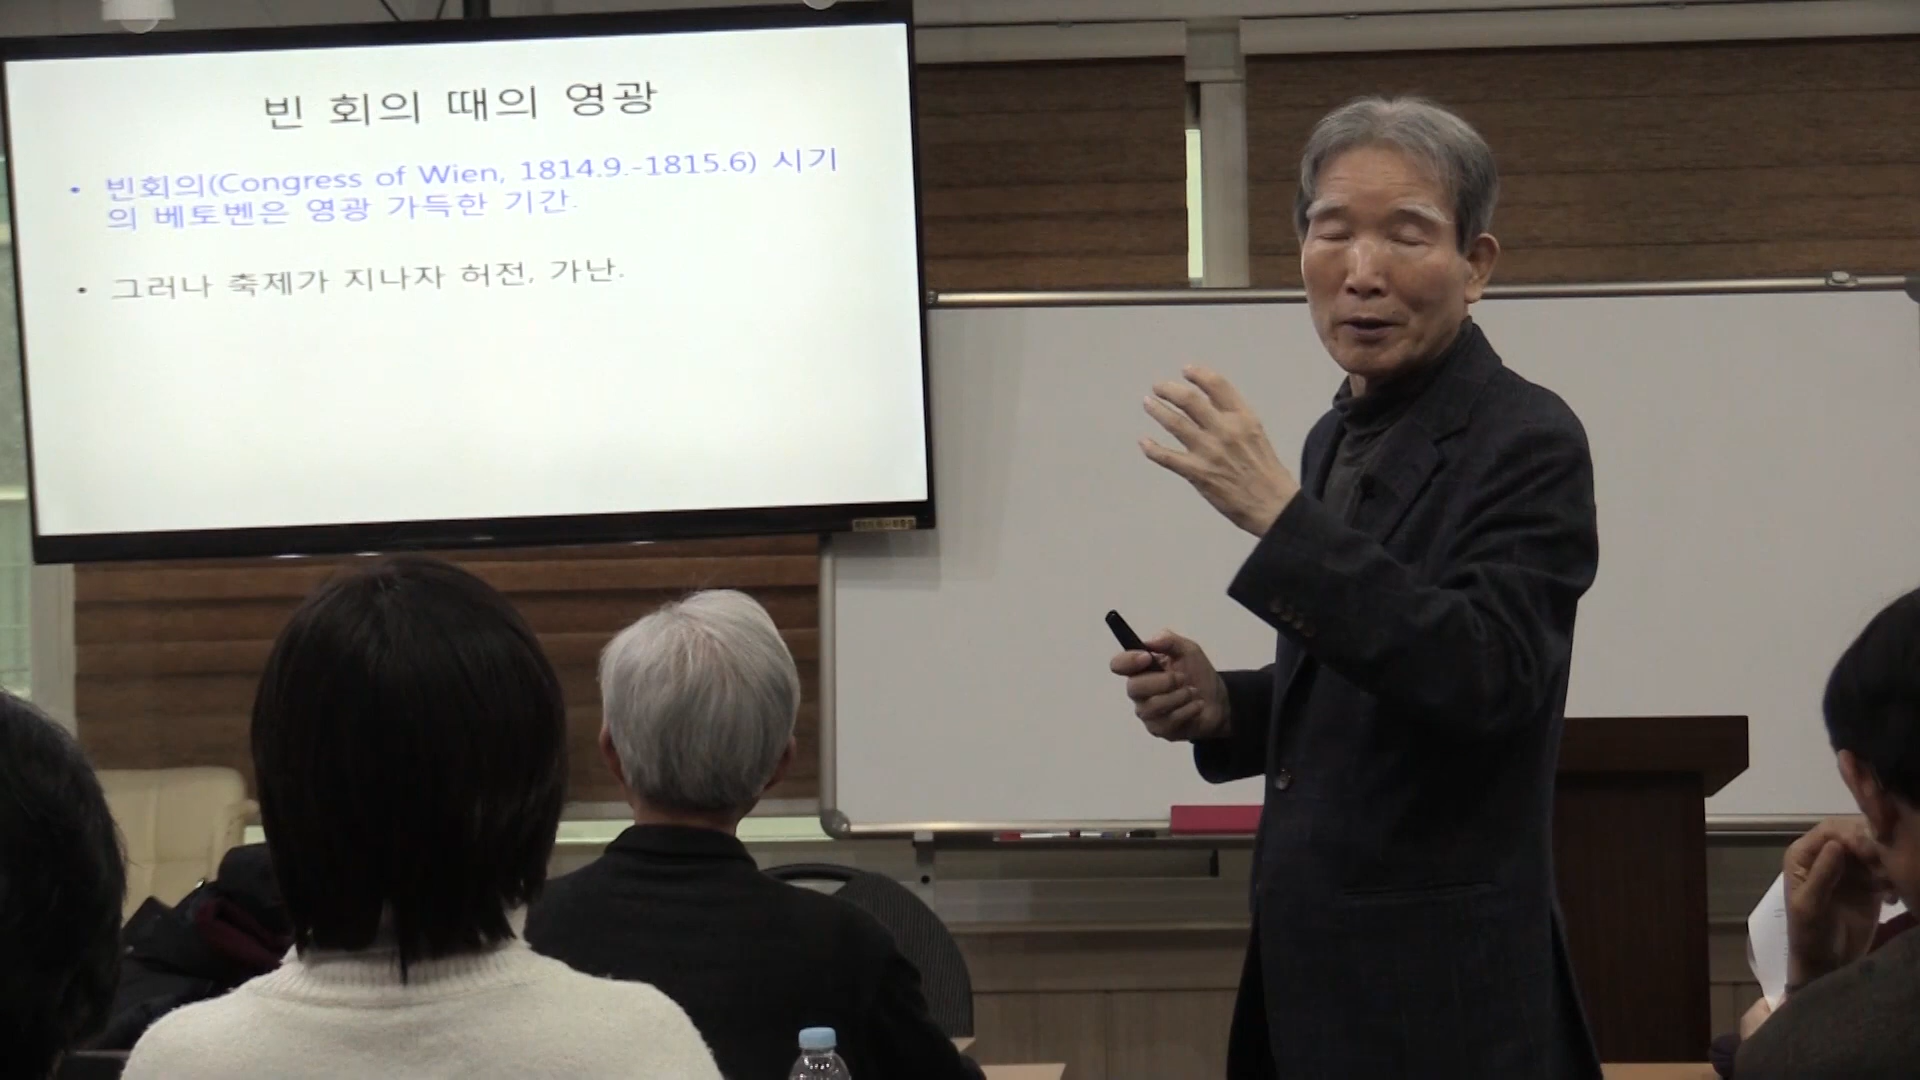 빈 회의 때의 영광
• 빈회의(Congress of Wien, 1814.9.-1815.6) 시기
의 베토벤은 영광 가득한 기간.
• 그러나 축제가 지나자 허전, 가난.